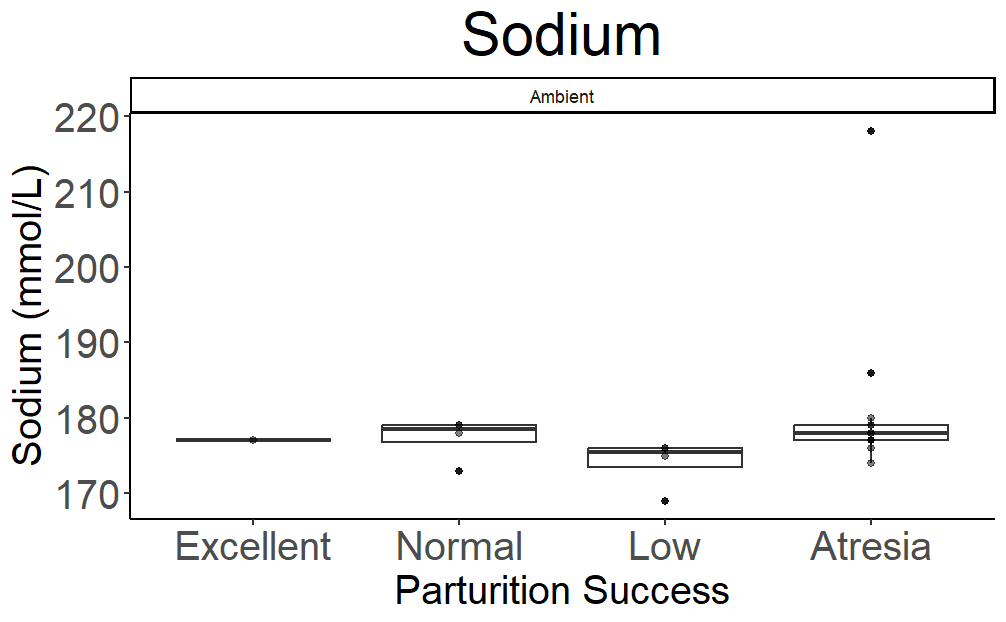 Sodium
Ambient
Sodium (mmol/L)
220
210
200
190
180
170
Excellent Normal Low Atresia
Parturition Success